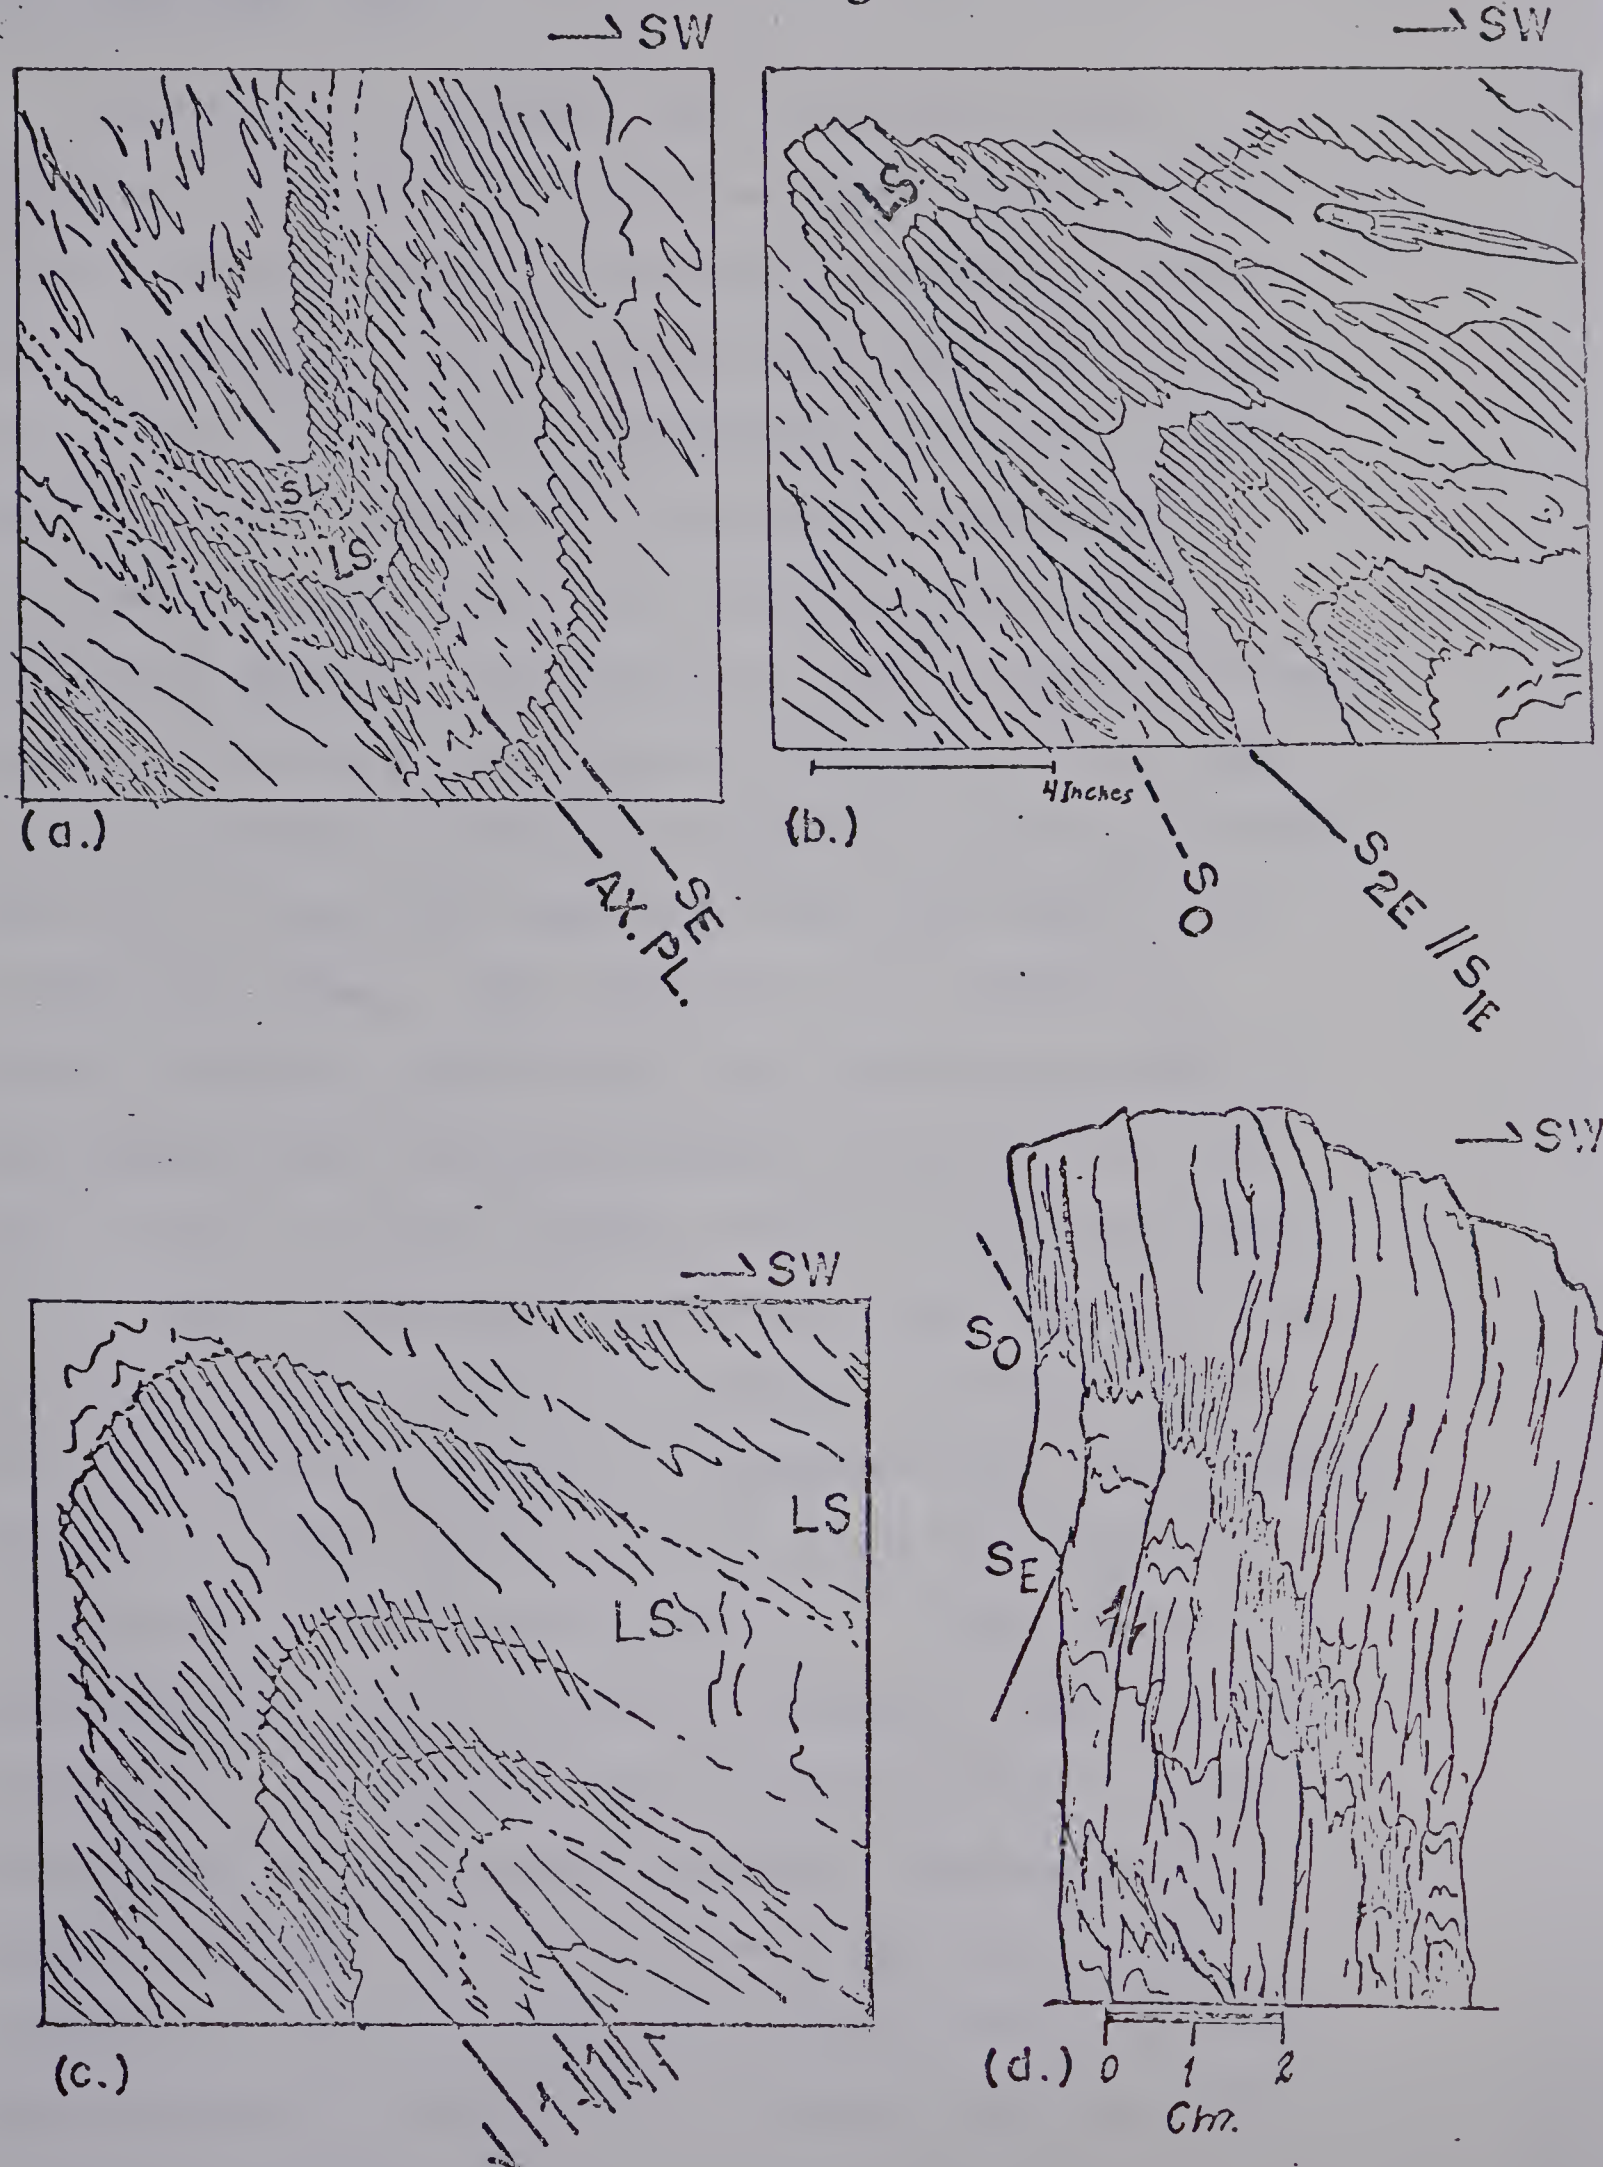 SW
SW
LS.
SL
LS.
(a.)
AX. PL.
SE
4 Inches
(b.)
SO
S2E // S1E
SW
SW
SO
LS
LS
SE
(c.)
(d.) 0 1 2
Cm.